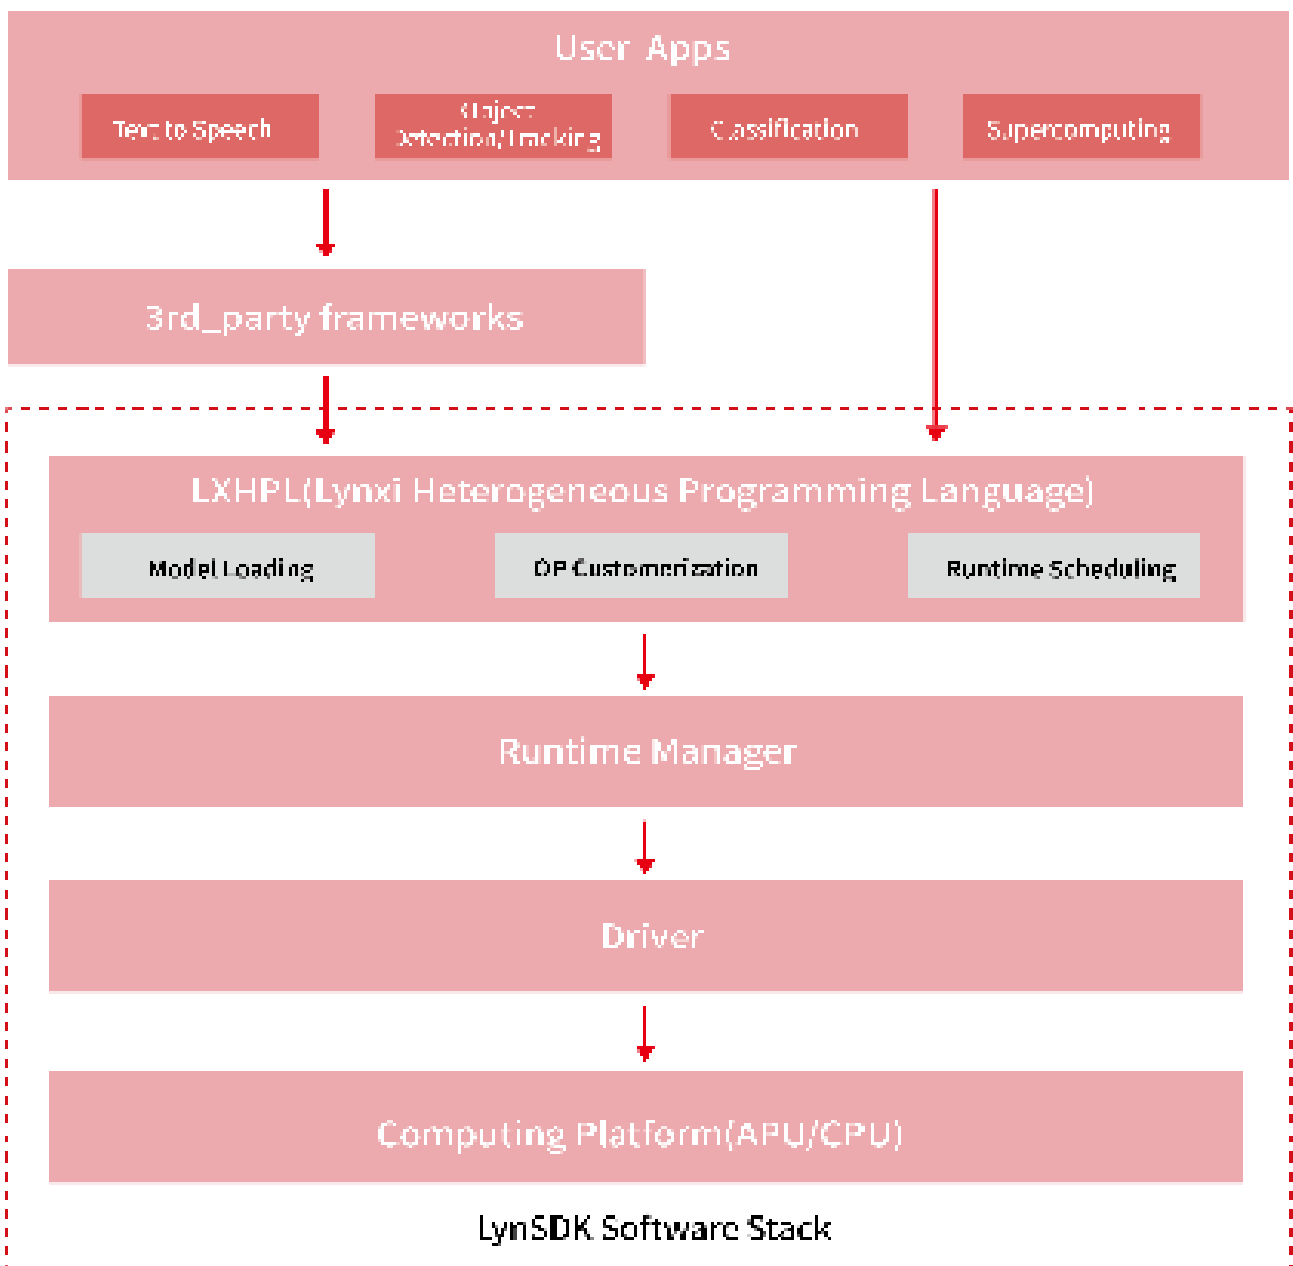 User Apps
Text to Speech
Object
Detection/Tracking
Classification
Supercomputing
3rd_party frameworks
LXHPL(Lynxi Heterogeneous Programming Language)
Model Loading
OP Customerization
Runtime Scheduling
Runtime Manager
Driver
Computing Platform(APU/CPU)
LynSDK Software Stack